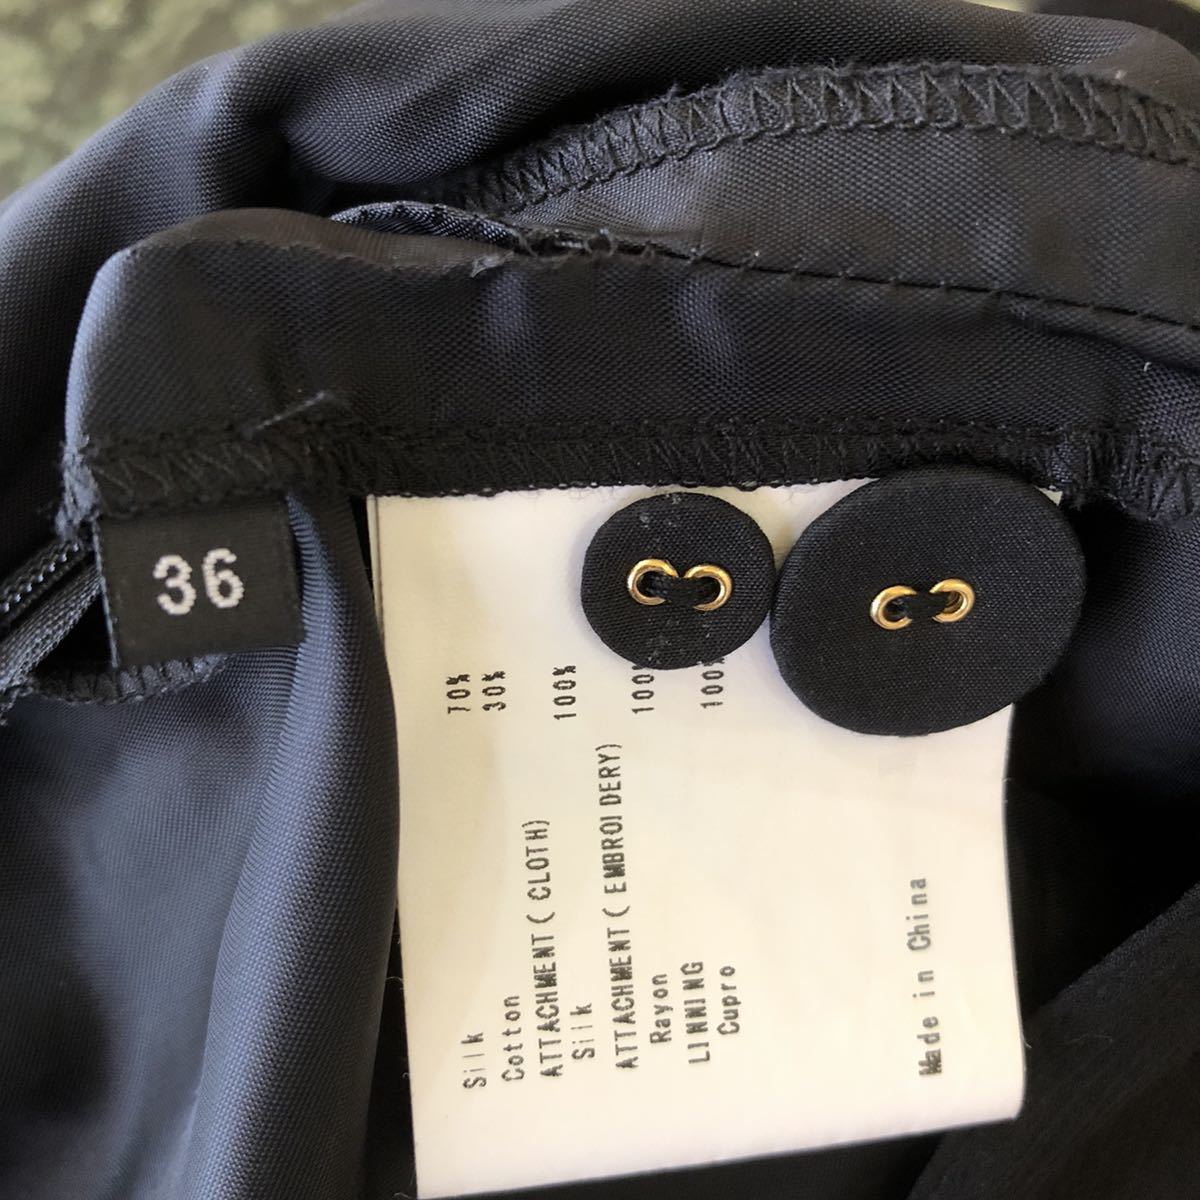 36
Silk 70%
Cotton 30%
ATTACHMENT(CLOTH)
Silk 100%
ATTACHMENT(EMBROIDERY)
Rayon 100%
LINNING
Cupro 100%
Made in China